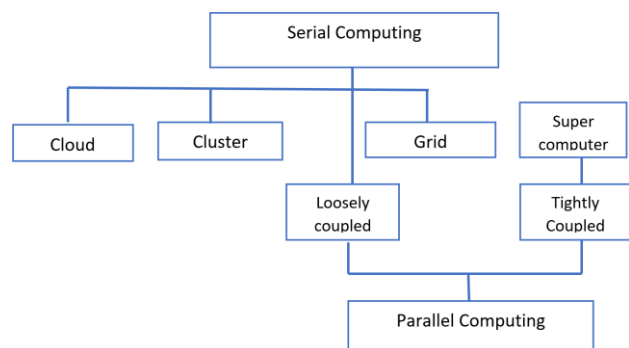 Serial Computing
Cloud
Cluster
Grid
Super
computer
Loosely
coupled
Tightly
Coupled
Parallel Computing